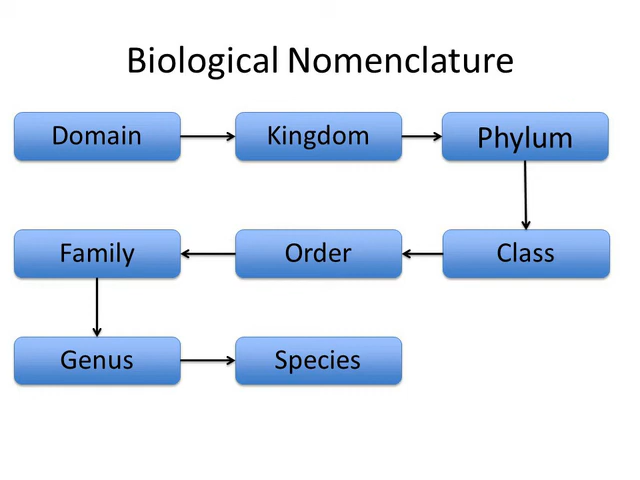 Biological Nomenclature
Domain
Kingdom
Phylum
Class
Order
Family
Genus
Species